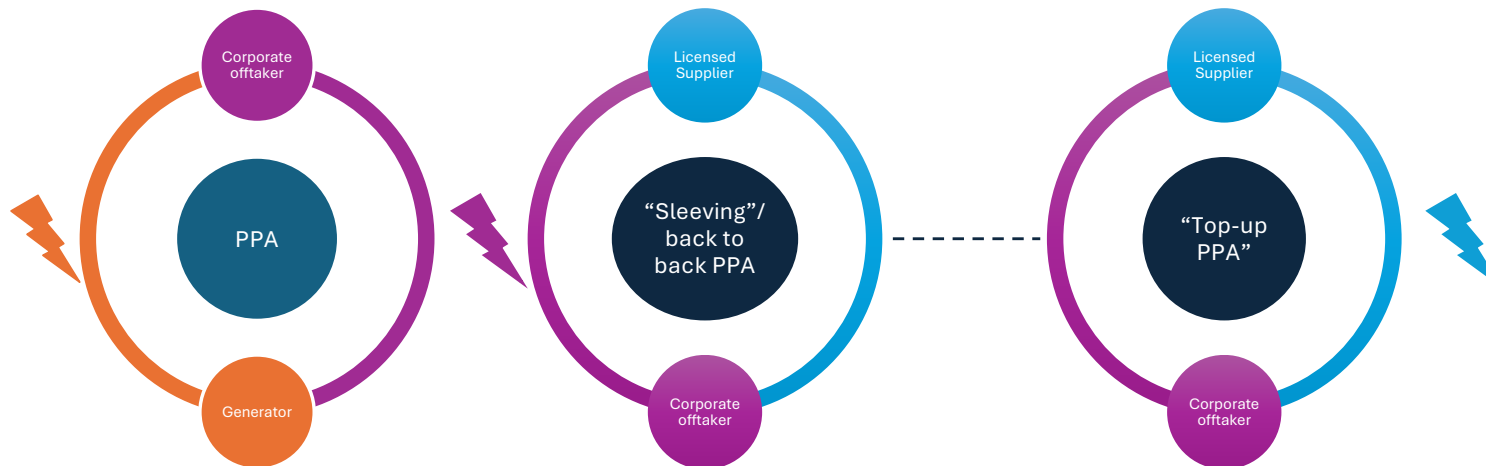 Corporate
offtaker
PPA
Generator
Licensed
Supplier
“Sleeving”/
back to
back PPA
Corporate
offtaker
Licensed
Supplier
“Top-up
PPA”
Corporate
offtaker